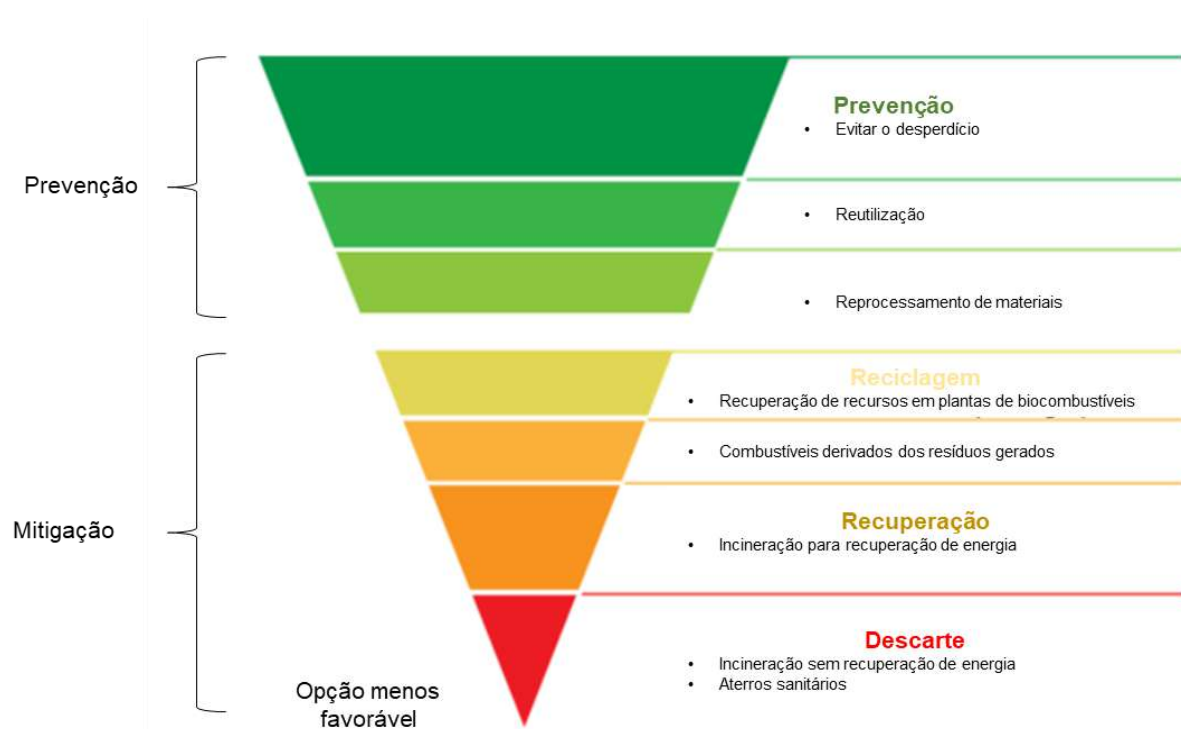 Prevenção
Prevenção
• Evitar o desperdício
• Reutilização
• Reprocessamento de materiais
Mitigação
Reciclagem
• Recuperação de recursos em plantas de biocombustíveis
• Combustíveis derivados dos resíduos gerados
Recuperação
• Incineração para recuperação de energia
Descarte
• Incineração sem recuperação de energia
• Aterros sanitários
Opção menos
favorável